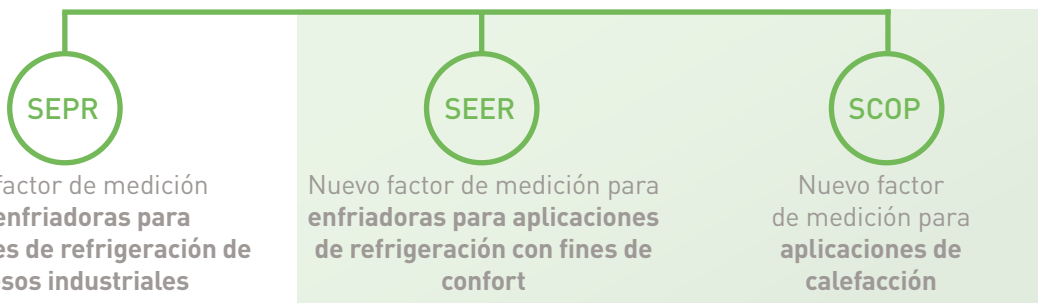 SEPR
factor de medición
enfriadoras para
de refrigeración de
industriales
SEER
Nuevo factor de medición para
enfriadoras para aplicaciones
de refrigeración con fines de
confort
SCOP
Nuevo factor
de medición para
aplicaciones de
calefacción